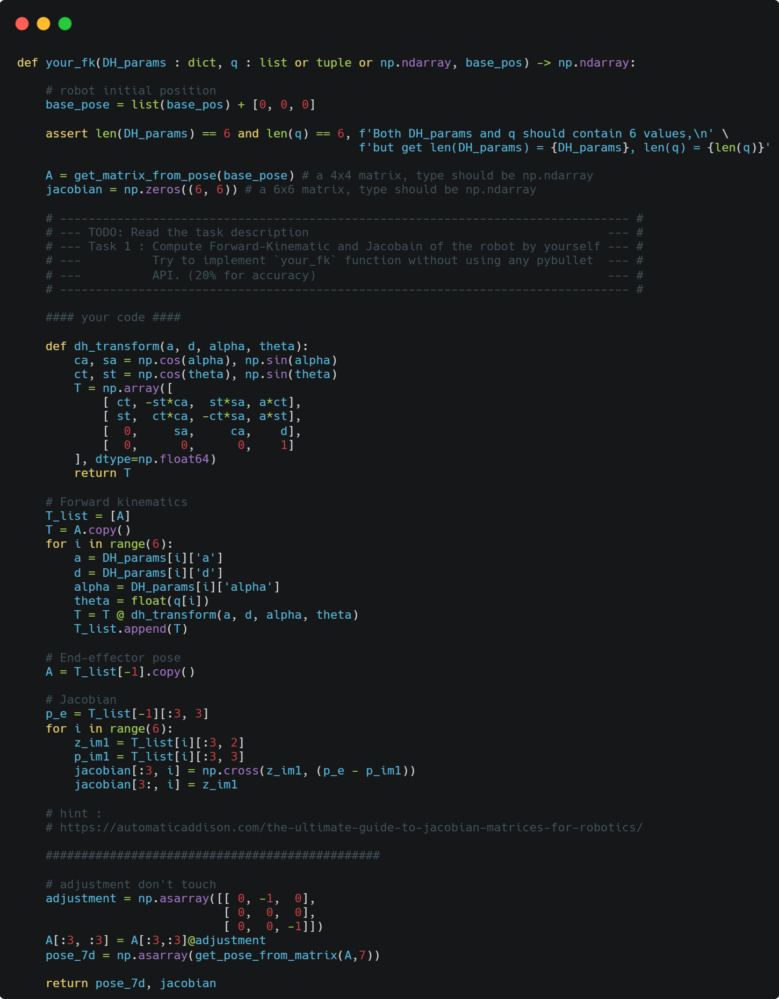 def your_fk(DH_params : dict, q : list or tuple or np.ndarray, base_pos) -> np.ndarray:

    # robot initial position
    base_pose = list(base_pos) + [0, 0, 0]

    assert len(DH_params) == 6 and len(q) == 6, f'Both DH_params and q should contain 6 values,\n' \
                                                f'but get len(DH_params) = {DH_params}, len(q) = {len(q)}'

    A = get_matrix_from_pose(base_pose) # a 4x4 matrix, type should be np.ndarray
    jacobian = np.zeros((6, 6)) # a 6x6 matrix, type should be np.ndarray

    # -------------------------------------------------------------------------------- #
    # --- TODO: Read the task description                                          --- #
    # --- Task 1 : Compute Forward-Kinematic and Jacobain of the robot by yourself --- #
    # ---          Try to implement `your_fk` function without using any pybullet  --- #
    # ---          API. (20% for accuracy)                                         --- #
    # -------------------------------------------------------------------------------- #

    #### your code ####

    def dh_transform(a, d, alpha, theta):
        ca, sa = np.cos(alpha), np.sin(alpha)
        ct, st = np.cos(theta), np.sin(theta)
        T = np.array([
            [ ct, -st*ca,  st*sa, a*ct],
            [ st,  ct*ca, -ct*sa, a*st],
            [  0,     sa,     ca,    d],
            [  0,      0,      0,    1]
        ], dtype=np.float64)
        return T

    # Forward kinematics
    T_list = [A]
    T = A.copy()
    for i in range(6):
        a = DH_params[i]['a']
        d = DH_params[i]['d']
        alpha = DH_params[i]['alpha']
        theta = float(q[i])
        T = T @ dh_transform(a, d, alpha, theta)
        T_list.append(T)

    # End-effector pose
    A = T_list[-1].copy()

    # Jacobian
    p_e = T_list[-1][:3, 3]
    for i in range(6):
        z_im1 = T_list[i][:3, 2]
        p_im1 = T_list[i][:3, 3]
        jacobian[:3, i] = np.cross(z_im1, (p_e - p_im1))
        jacobian[3:, i] = z_im1

    # hint :
    # https://automaticaddison.com/the-ultimate-guide-to-jacobian-matrices-for-robotics/

    ###############################################

    # adjustment don't touch
    adjustment = np.asarray([[ 0, -1,  0],
                             [ 0,  0,  0],
                             [ 0,  0, -1]])
    A[:3, :3] = A[:3,:3]@adjustment
    pose_7d = np.asarray(get_pose_from_matrix(A,7))

    return pose_7d, jacobian